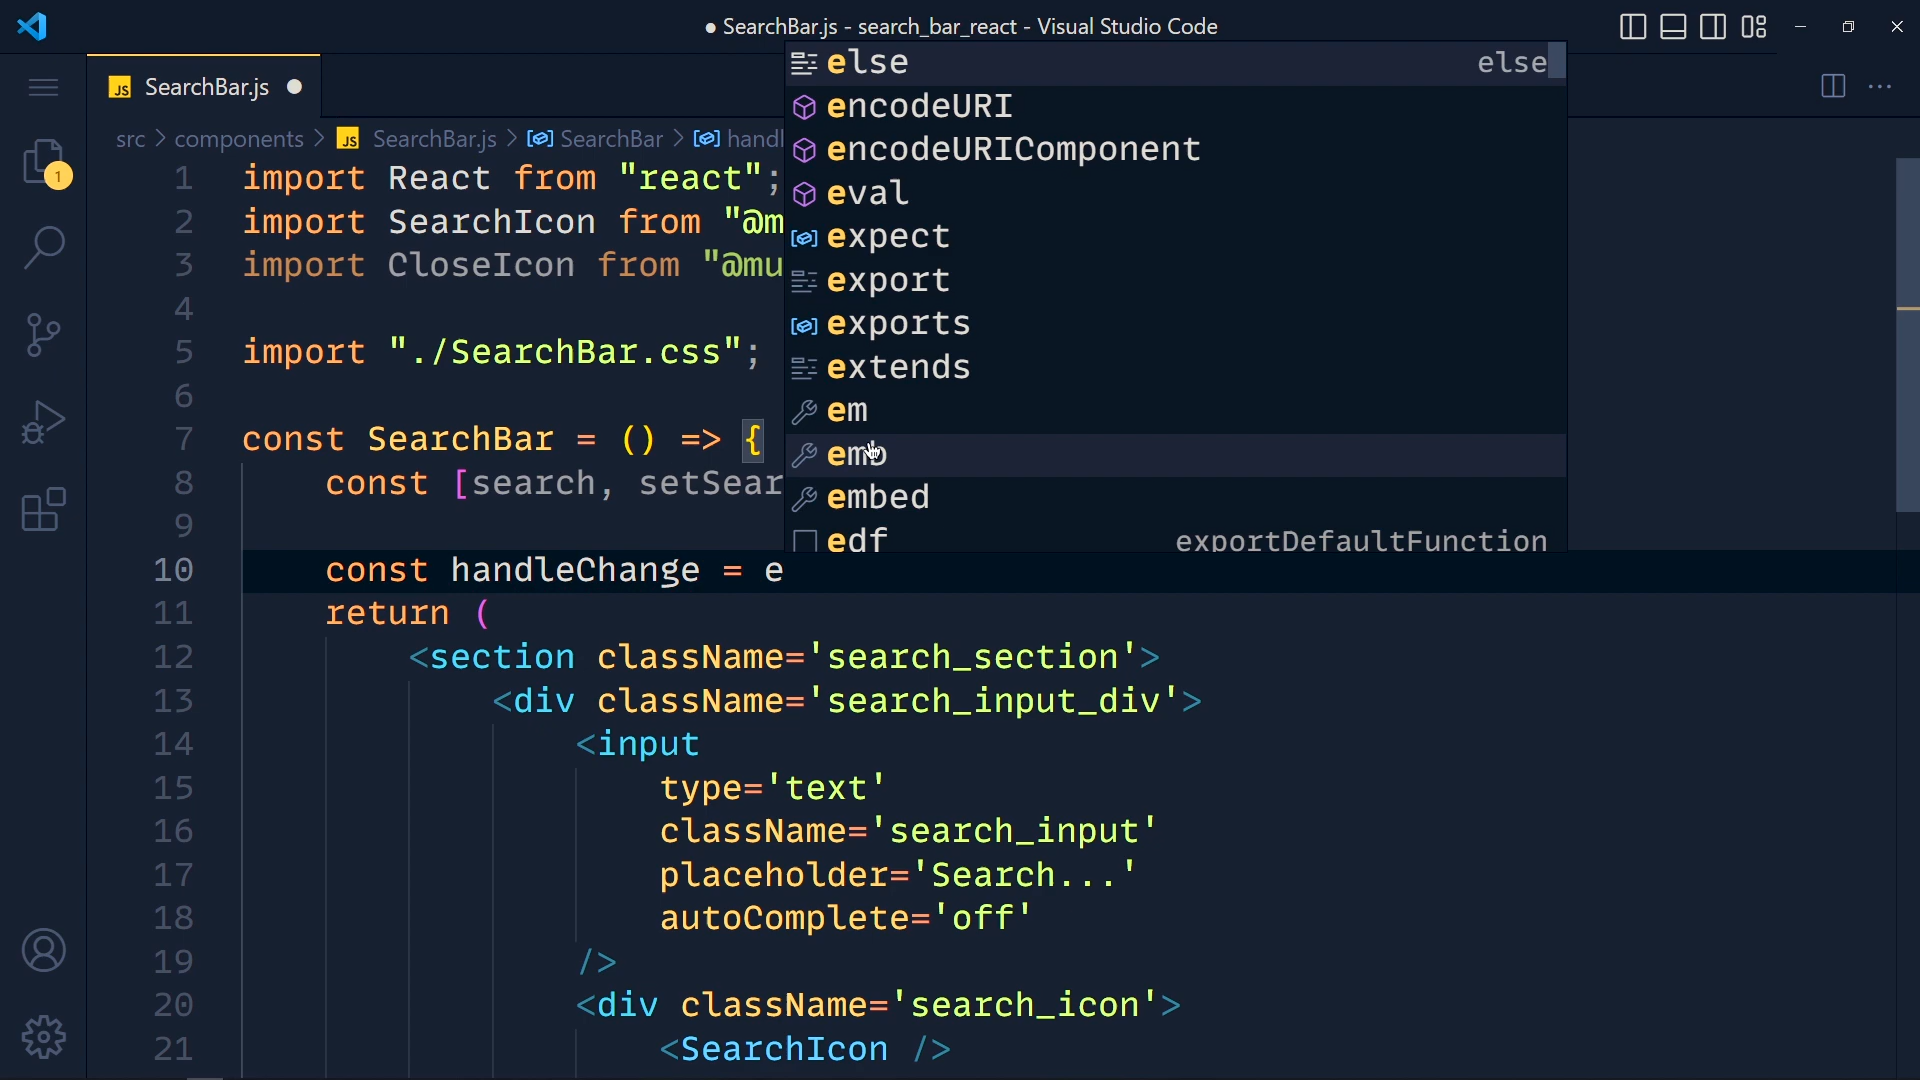 ● SearchBar.js - search_bar_react - Visual Studio Code
JS SearchBar.js ●
src > components > JS SearchBar.js > SearchBar > handl
1
else else
encodeURI
encodeURIComponent
eval
expect
export
exports
extends
em
emb
embed
edf exportDefaultFunction
1 import React from "react";
2 import SearchIcon from "@m
3 import CloseIcon from "@mu
4
5 import "./SearchBar.css";
6
7 const SearchBar = () => {
8 const [search, setSear
9
10 const handleChange = e
11 return (
12 <section className='search_section'>
13 <div className='search_input_div'>
14 <input
15 type='text'
16 className='search_input'
17 placeholder='Search...'
18 autoComplete='off'
19 />
20 <div className='search_icon'>
21 <SearchIcon />